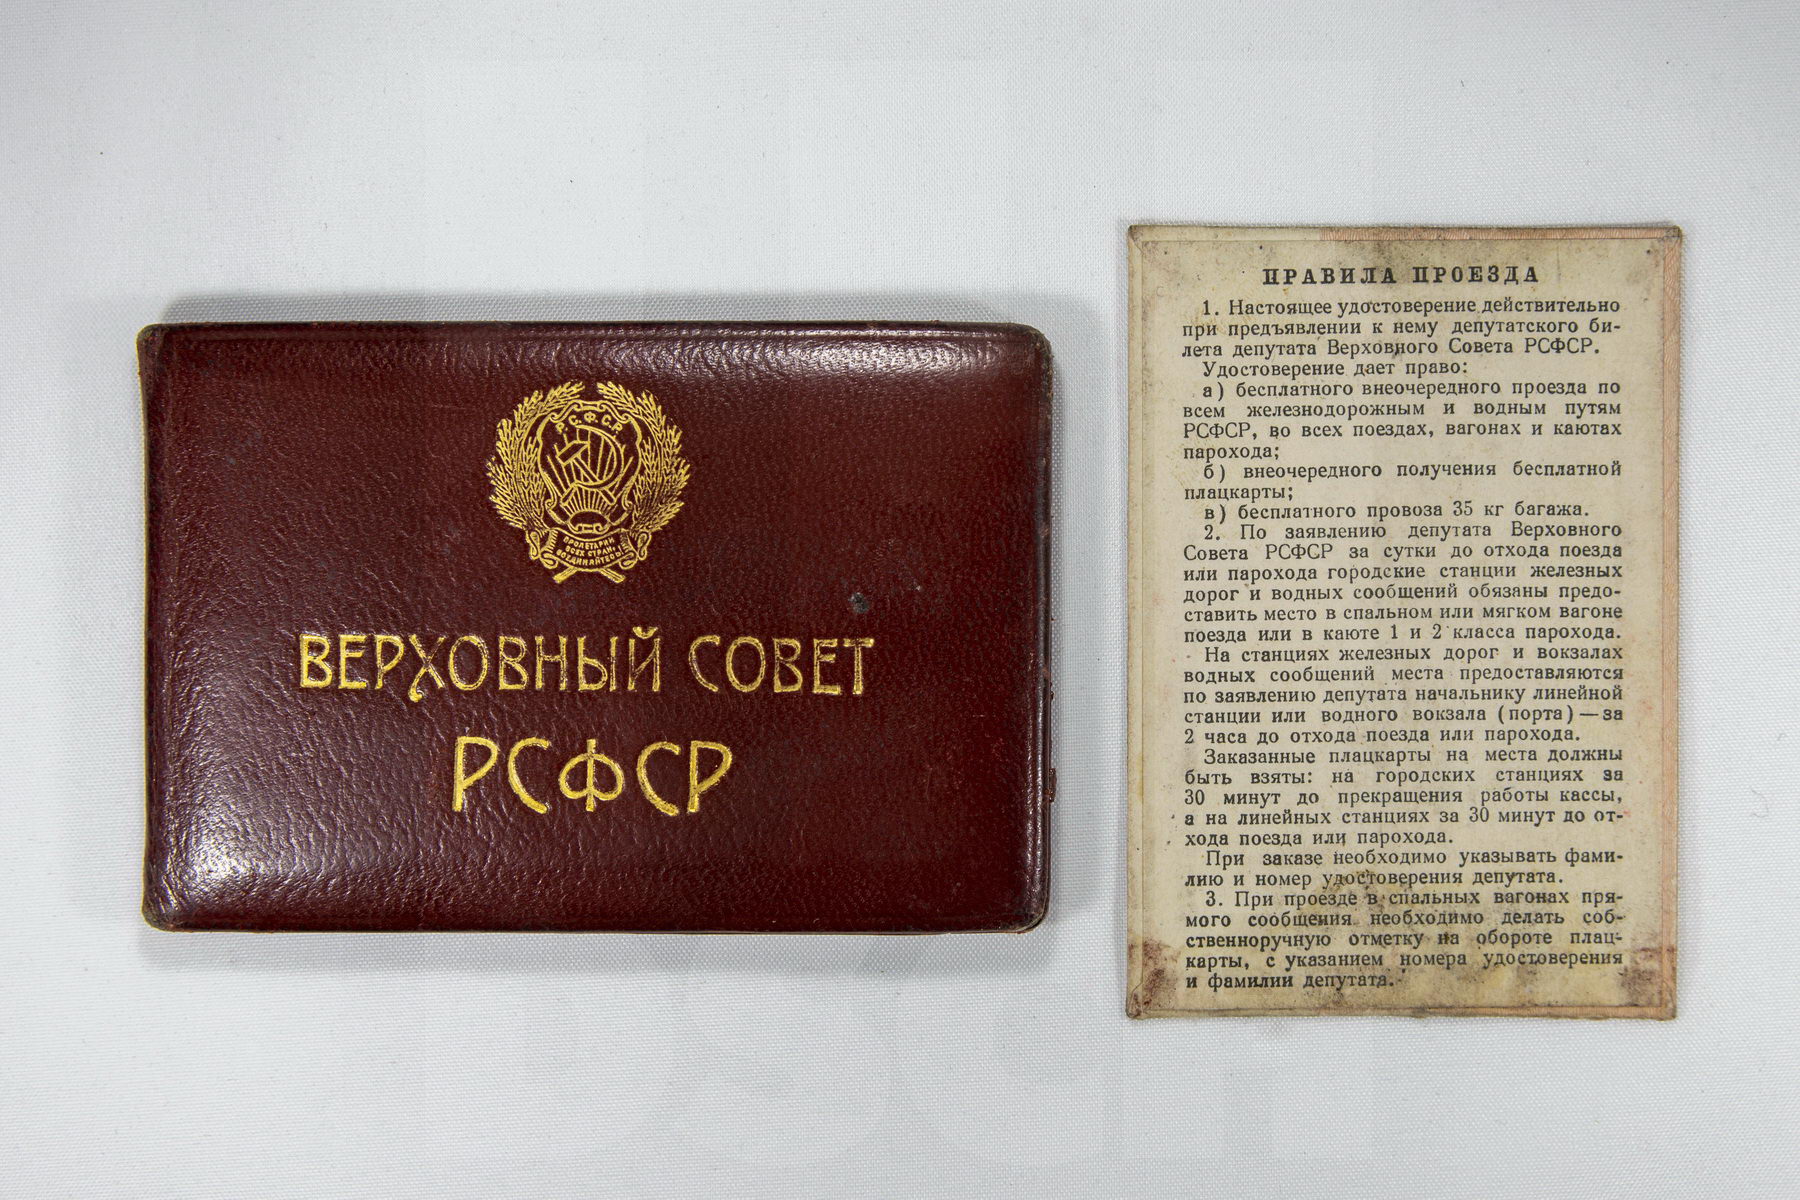 Р.С.Ф.С.Р.
ПРОЛЕТАРИИ
ВСЕХ СТРАН,
СОЕДИНЯЙТЕСЬ!
ВЕРХОВНЫЙ СОВЕТ
РСФСР
ПРАВИЛА ПРОЕЗДА
1. Настоящее удостоверение действительно
при предъявлении к нему депутатского би-
лета депутата Верховного Совета РСФСР.
Удостоверение дает право:
а) бесплатного внеочередного проезда по
всем железнодорожным и водным путям
РСФСР, во всех поездах, вагонах и каютах
парохода;
б) внеочередного получения бесплатной
плацкарты;
в) бесплатного провоза 35 кг багажа.
2. По заявлению депутата Верховного
Совета РСФСР за сутки до отхода поезда
или парохода городские станции железных
дорог и водных сообщений обязаны предо-
ставить место в спальном или мягком вагоне
поезда или в каюте 1 и 2 класса парохода.
На станциях железных дорог и вокзалах
водных сообщений места предоставляются
по заявлению депутата начальнику линейной
станции или водного вокзала (порта) — за
2 часа до отхода поезда или парохода.
Заказанные плацкарты на места должны
быть взяты: на городских станциях за
30 минут до прекращения работы кассы,
а на линейных станциях за 30 минут до от-
хода поезда или парохода.
При заказе необходимо указывать фами-
лию и номер удостоверения депутата.
3. При проезде в спальных вагонах пря-
мого сообщения необходимо делать соб-
ственноручную отметку на обороте плац-
карты, с указанием номера удостоверения
и фамилии депутата.